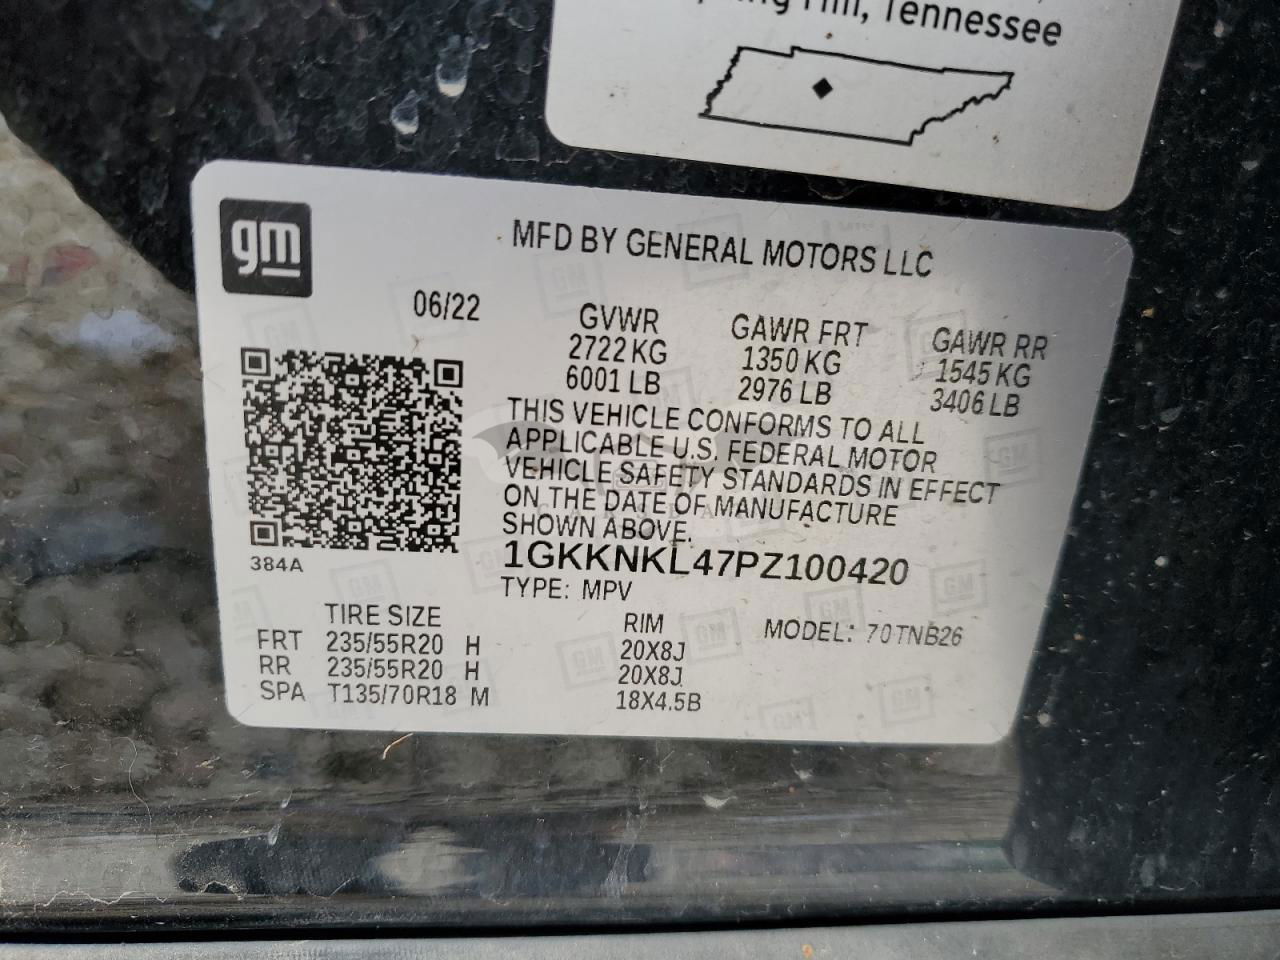 Hill, Tennessee
gm
MFD BY GENERAL MOTORS LLC
06/22
GVWR GAWR FRT GAWR RR
2722 KG 1350 KG 1545 KG
6001 LB 2976 LB 3406 LB
THIS VEHICLE CONFORMS TO ALL
APPLICABLE U.S. FEDERAL MOTOR
VEHICLE SAFETY STANDARDS IN EFFECT
ON THE DATE OF MANUFACTURE
SHOWN ABOVE.
384A
1GKKNKL47PZ100420
TYPE: MPV
TIRE SIZE RIM MODEL: 70TNB26
FRT 235/55R20 H 20X8J
RR 235/55R20 H 20X8J
SPA T135/70R18 M 18X4.5B